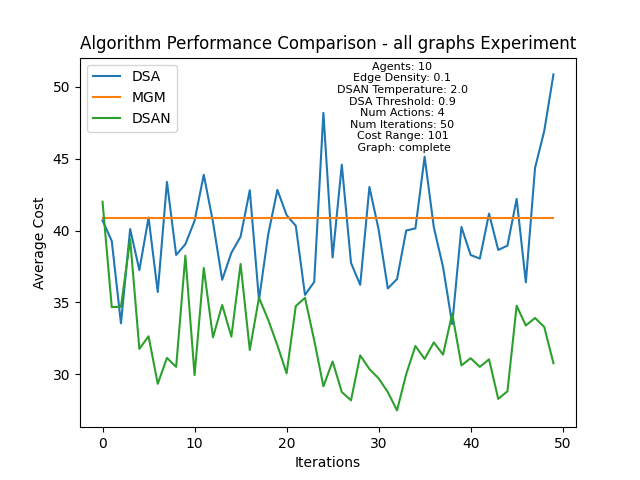 Algorithm Performance Comparison - all graphs Experiment
DSA
MGM
DSAN
Agents: 10
Edge Density: 0.1
DSAN Temperature: 2.0
DSA Threshold: 0.9
Num Actions: 4
Num Iterations: 50
Cost Range: 101
Graph: complete
Average Cost
50
45
40
35
30
0 10 20 30 40 50
Iterations